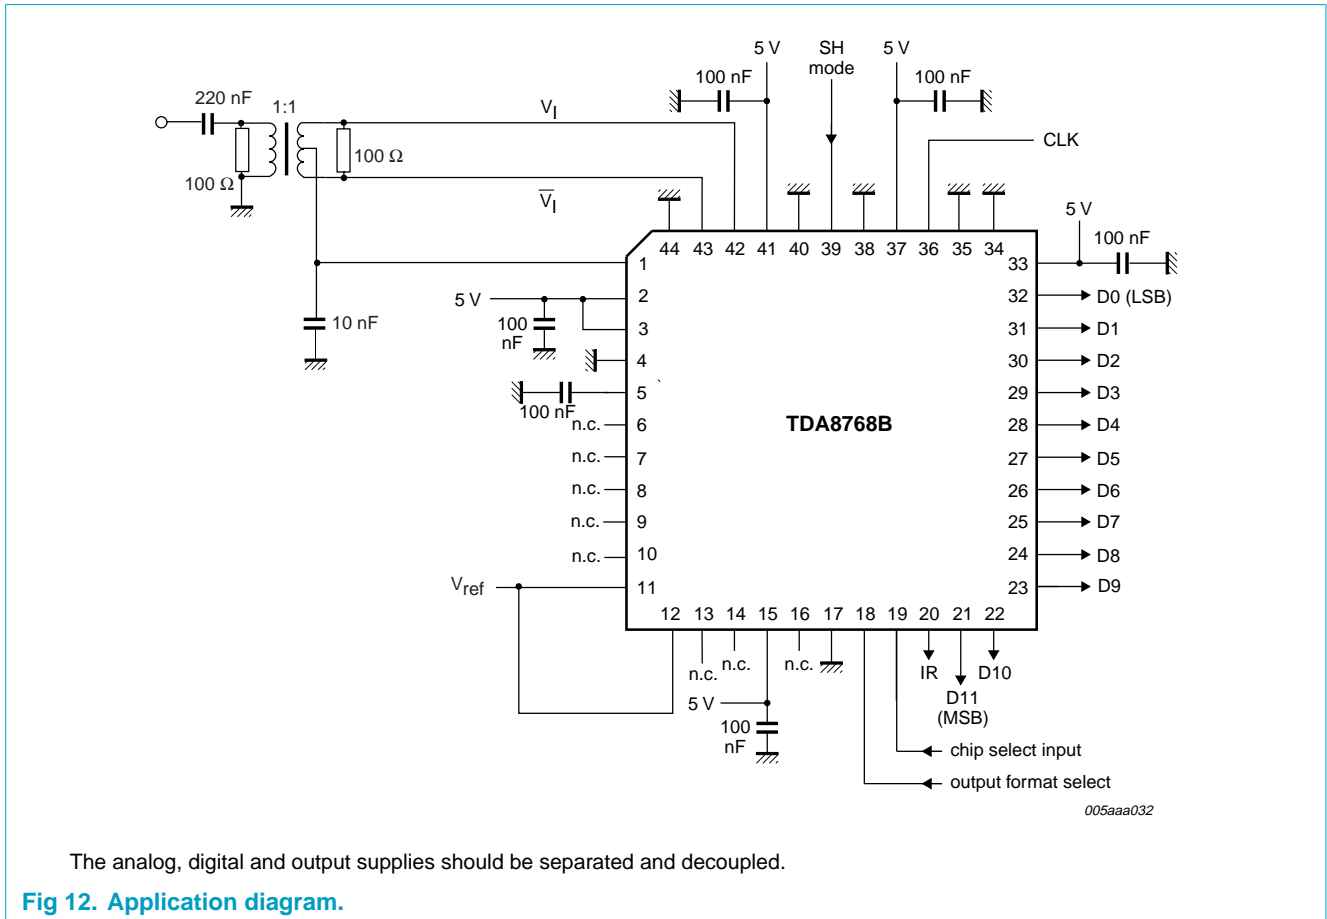 5 V
SH
mode
5 V
100 nF
100 nF
220 nF
1:1
V_I
CLK
100 Ω
100 Ω
V̅_I
5 V
100 nF
44 43 42 41 40 39 38 37 36 35 34
1
33
5 V
2
32
D0 (LSB)
10 nF
100
nF
3
31
D1
4
30
D2
5
29
D3
100 nF
n.c.
6
TDA8768B
28
D4
n.c.
7
27
D5
n.c.
8
26
D6
n.c.
9
25
D7
n.c.
10
24
D8
V_ref
11
23
D9
12 13 14 15 16 17 18 19 20 21 22
n.c.
n.c.
n.c.
IR
D10
5 V
D11
(MSB)
100
nF
chip select input
output format select
005aaa032
The analog, digital and output supplies should be separated and decoupled.
Fig 12. Application diagram.